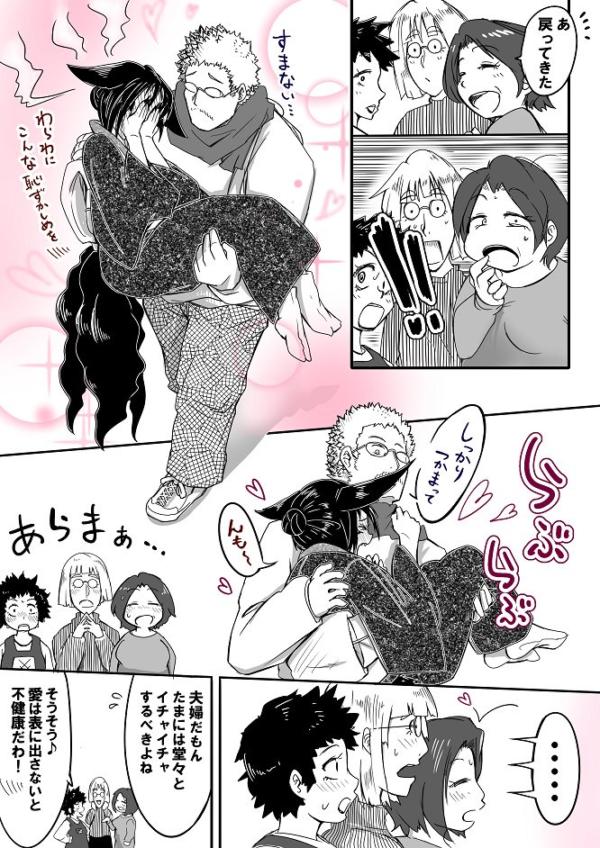 あ
戻ってきた
!!!
すまない…
わらわに
こんな恥ずかしめを…
しっかり
つかまって
んも～
らぶ
らぶ
あらまぁ…
・・・・・
夫婦だもん
たまには堂々と
イチャイチャ
するべきよね
そうそう♪
愛は表に出さないと
不健康だわ！